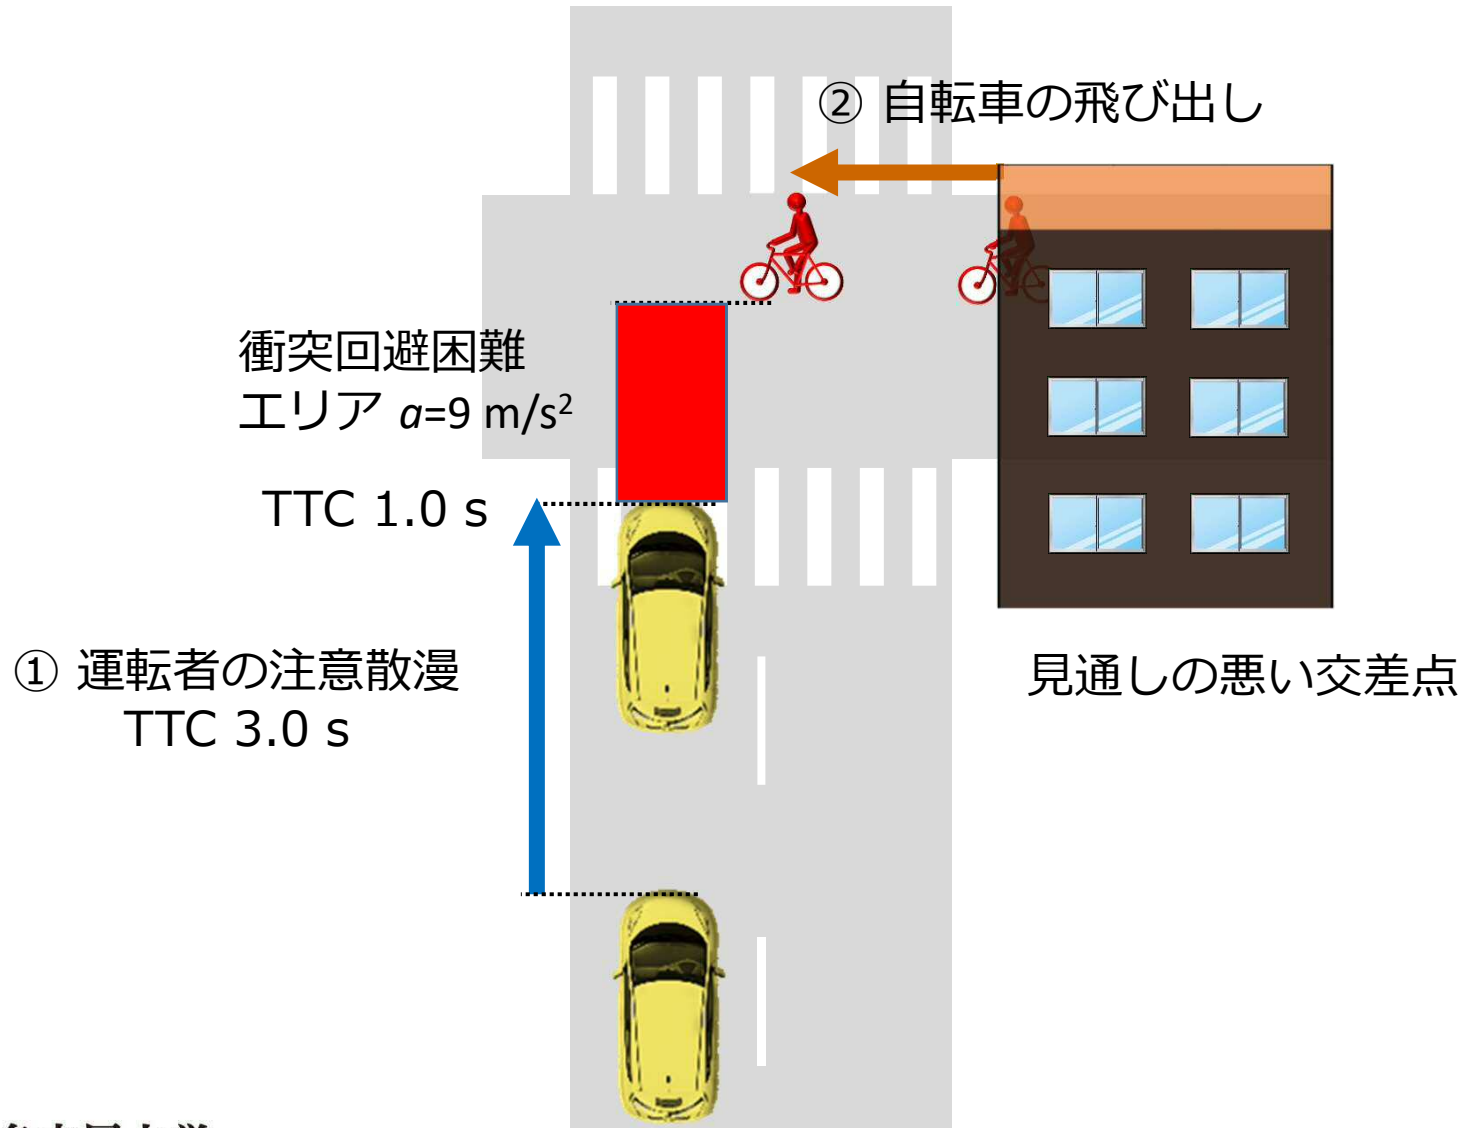 ② 自転車の飛び出し
衝突回避困難
エリア a=9 m/s²
TTC 1.0 s
① 運転者の注意散漫
TTC 3.0 s
見通しの悪い交差点